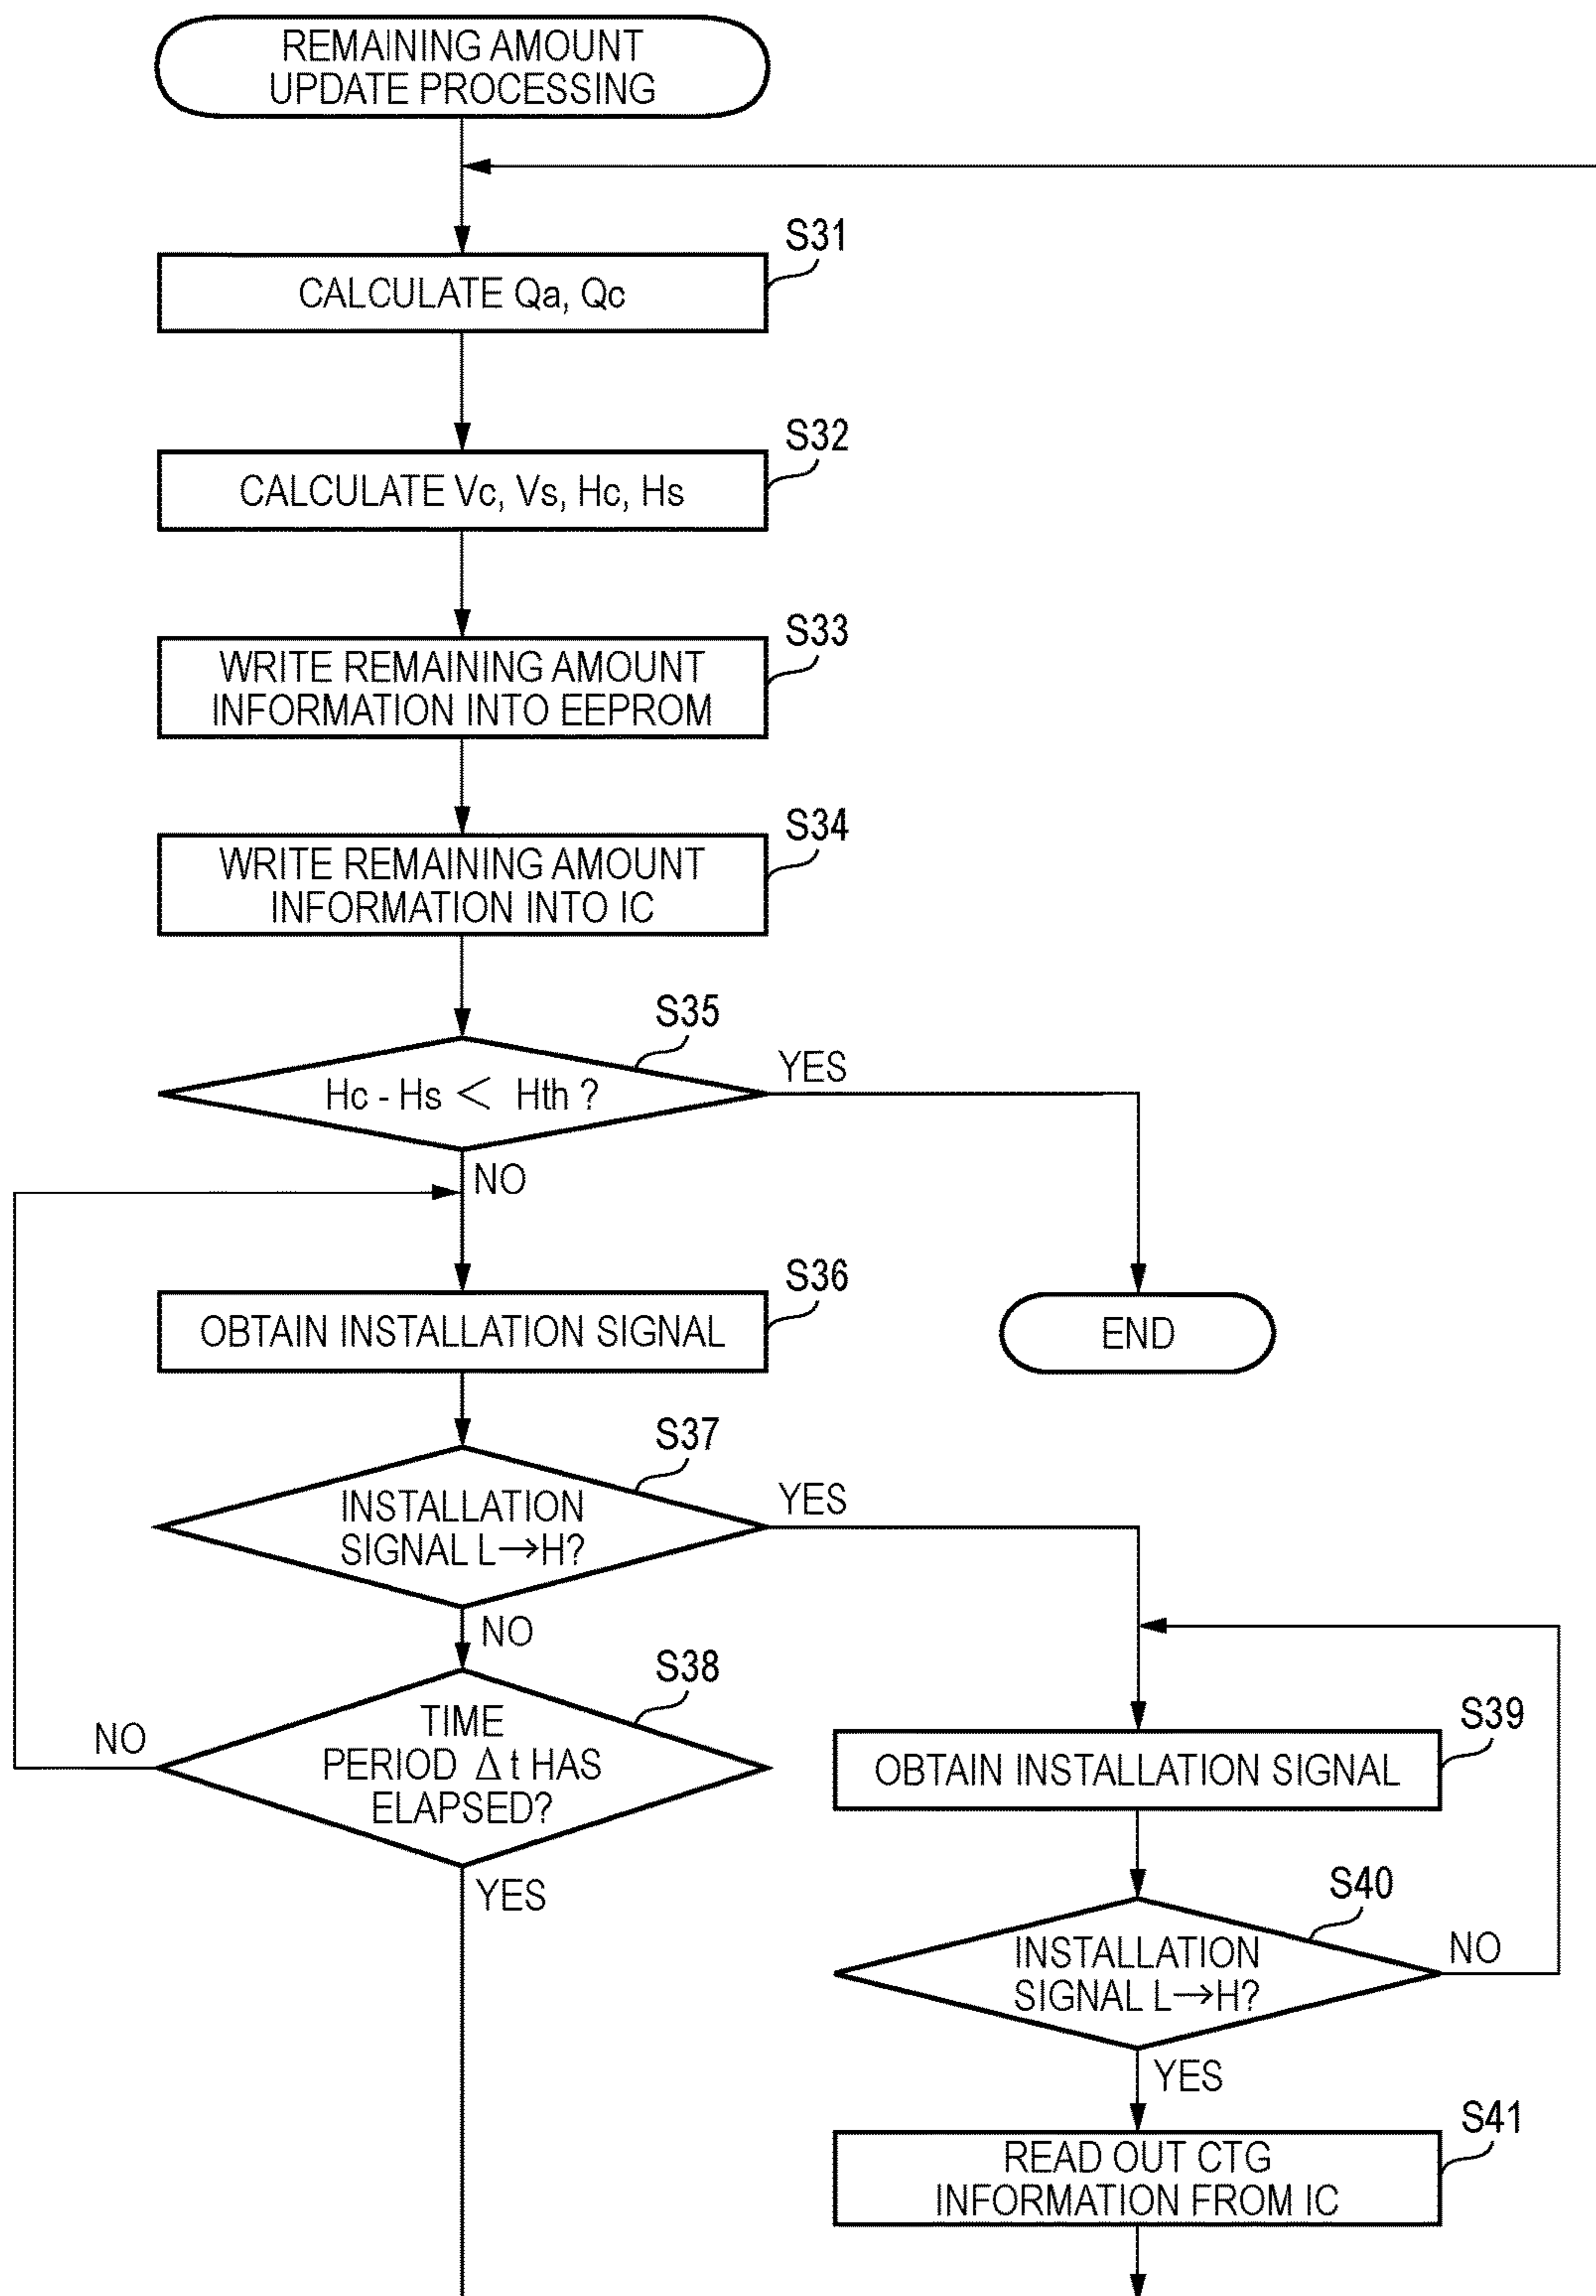 REMAINING AMOUNT
UPDATE PROCESSING
S31
CALCULATE Qa, Qc
S32
CALCULATE Vc, Vs, Hc, Hs
S33
WRITE REMAINING AMOUNT
INFORMATION INTO EEPROM
S34
WRITE REMAINING AMOUNT
INFORMATION INTO IC
S35
Hc - Hs < Hth ?
YES
NO
S36
OBTAIN INSTALLATION SIGNAL
END
S37
INSTALLATION
SIGNAL L→H?
YES
NO
S38
TIME
PERIOD Δt HAS
ELAPSED?
NO
YES
S39
OBTAIN INSTALLATION SIGNAL
S40
INSTALLATION
SIGNAL L→H?
NO
YES
S41
READ OUT CTG
INFORMATION FROM IC